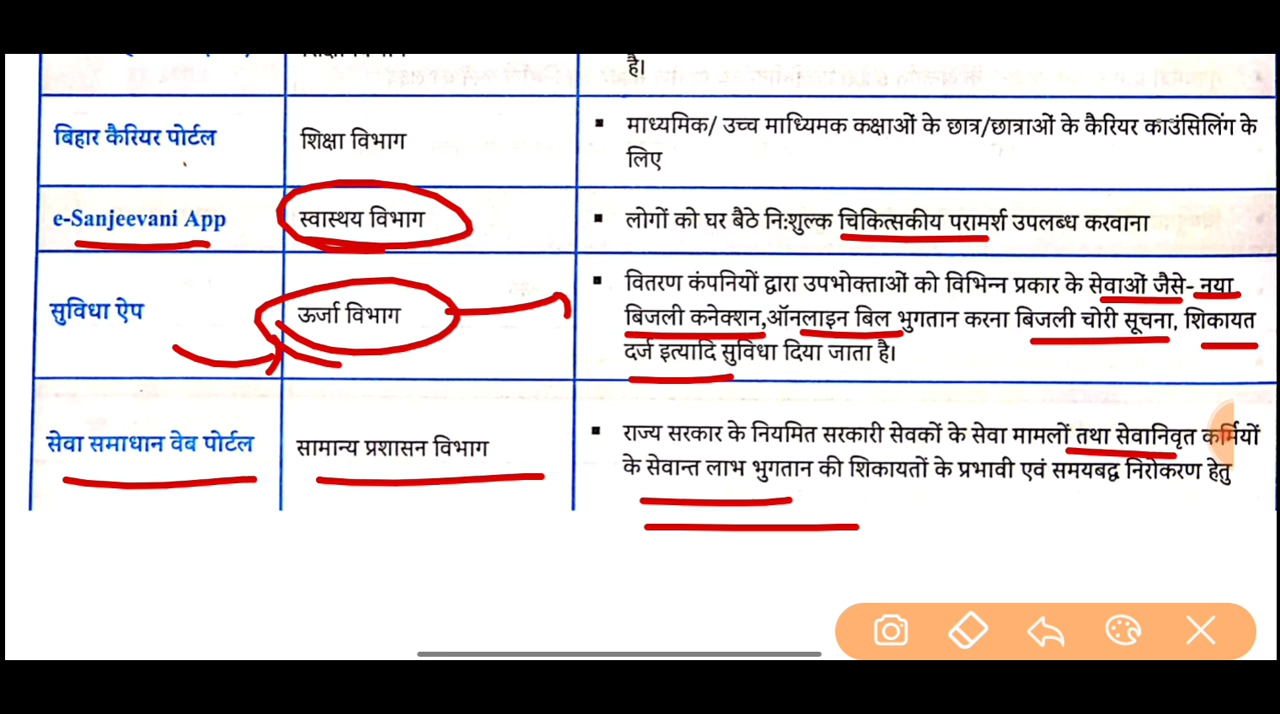 है।
बिहार कैरियर पोर्टल
शिक्षा विभाग
▪ माध्यमिक/ उच्च माध्यिमक कक्षाओं के छात्र/छात्राओं के कैरियर काउंसिलिंग के
लिए
e-Sanjeevani App
स्वास्थय विभाग
▪ लोगों को घर बैठे नि:शुल्क चिकित्सकीय परामर्श उपलब्ध करवाना
सुविधा ऐप
ऊर्जा विभाग
▪ वितरण कंपनियों द्वारा उपभोक्ताओं को विभिन्न प्रकार के सेवाओं जैसे- नया
बिजली कनेक्शन,ऑनलाइन बिल भुगतान करना बिजली चोरी सूचना, शिकायत
दर्ज इत्यादि सुविधा दिया जाता है।
सेवा समाधान वेब पोर्टल
सामान्य प्रशासन विभाग
▪ राज्य सरकार के नियमित सरकारी सेवकों के सेवा मामलों तथा सेवानिवृत कर्मियों
के सेवान्त लाभ भुगतान की शिकायतों के प्रभावी एवं समयबद्व निरोकरण हेतु